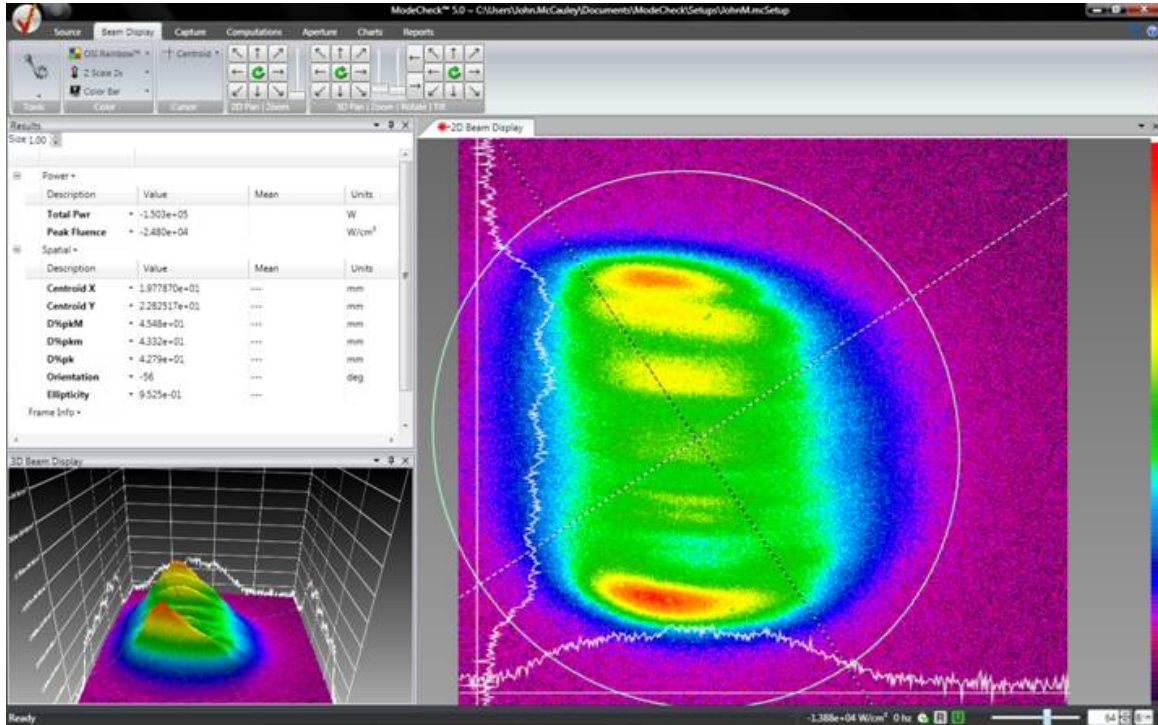 ModeCheck™ 5.0 - C:\Users\John.McCauley\Documents\ModeCheck\Setups\JohnM.mcSetup
Source Beam Display Capture Computations Aperture Charts Reports
OSI Rainbow™ Centroid
Z Scale 2x
Color Bar
Tools Color Cursor 2D Pan | Zoom 3D Pan | Zoom | Rotate | Tilt
Results
Size 1.00
Power
Description Value Mean Units
Total Pwr -1.503e+05 W
Peak Fluence -2.480e+04 W/cm²
Spatial
Description Value Mean Units
Centroid X 1.977870e+01 ---- mm
Centroid Y 2.282517e+01 ---- mm
D%pkM 4.548e+01 ---- mm
D%pkm 4.332e+01 ---- mm
D%pk 4.279e+01 ---- mm
Orientation -56 ---- deg
Ellipticity 9.525e-01 ----
Frame Info
3D Beam Display
2D Beam Display
Ready
-1.388e+04 W/cm² 0 hz R U 64 8